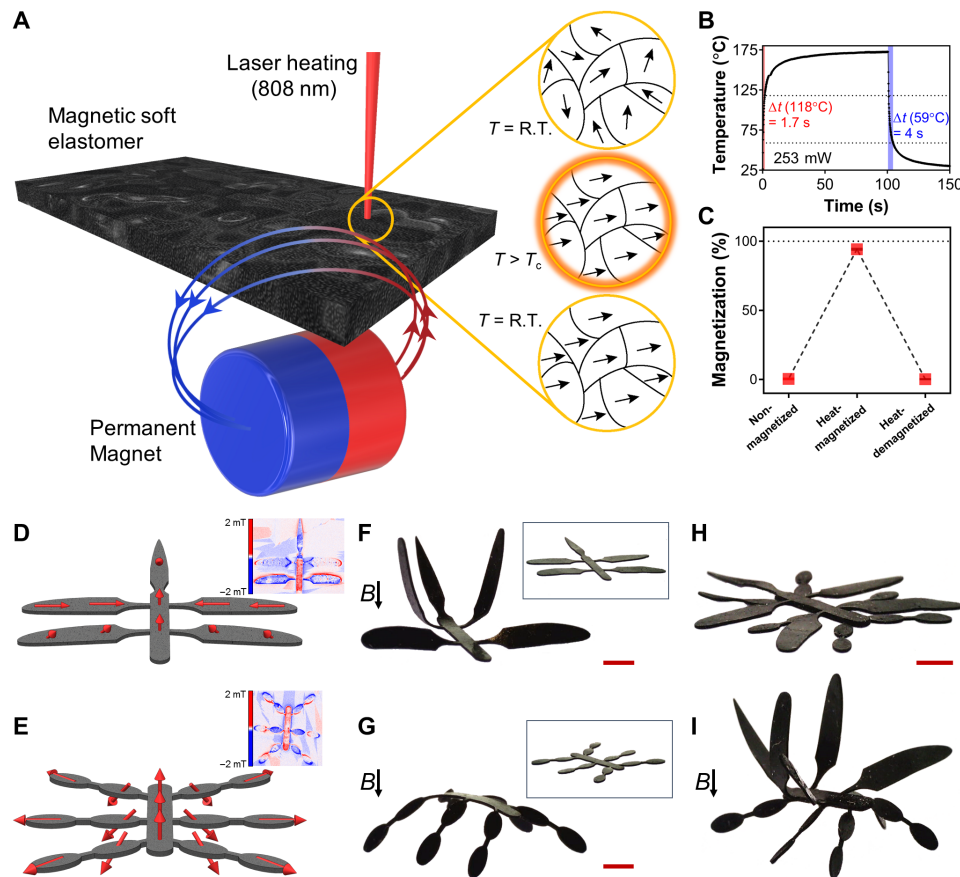 A
Laser heating
(808 nm)
Magnetic soft
elastomer
T = R.T.
T > Tc
T = R.T.
Permanent
Magnet
B
Temperature (°C)
175
125
75
25
Δt (118°C)
= 1.7 s
Δt (59°C)
= 4 s
253 mW
0
50
100
150
Time (s)
C
Magnetization (%)
100
50
0
Non-
magnetized
Heat-
magnetized
Heat-
demagnetized
D
2 mT
−2 mT
E
2 mT
−2 mT
F
B
G
B
H
I
B